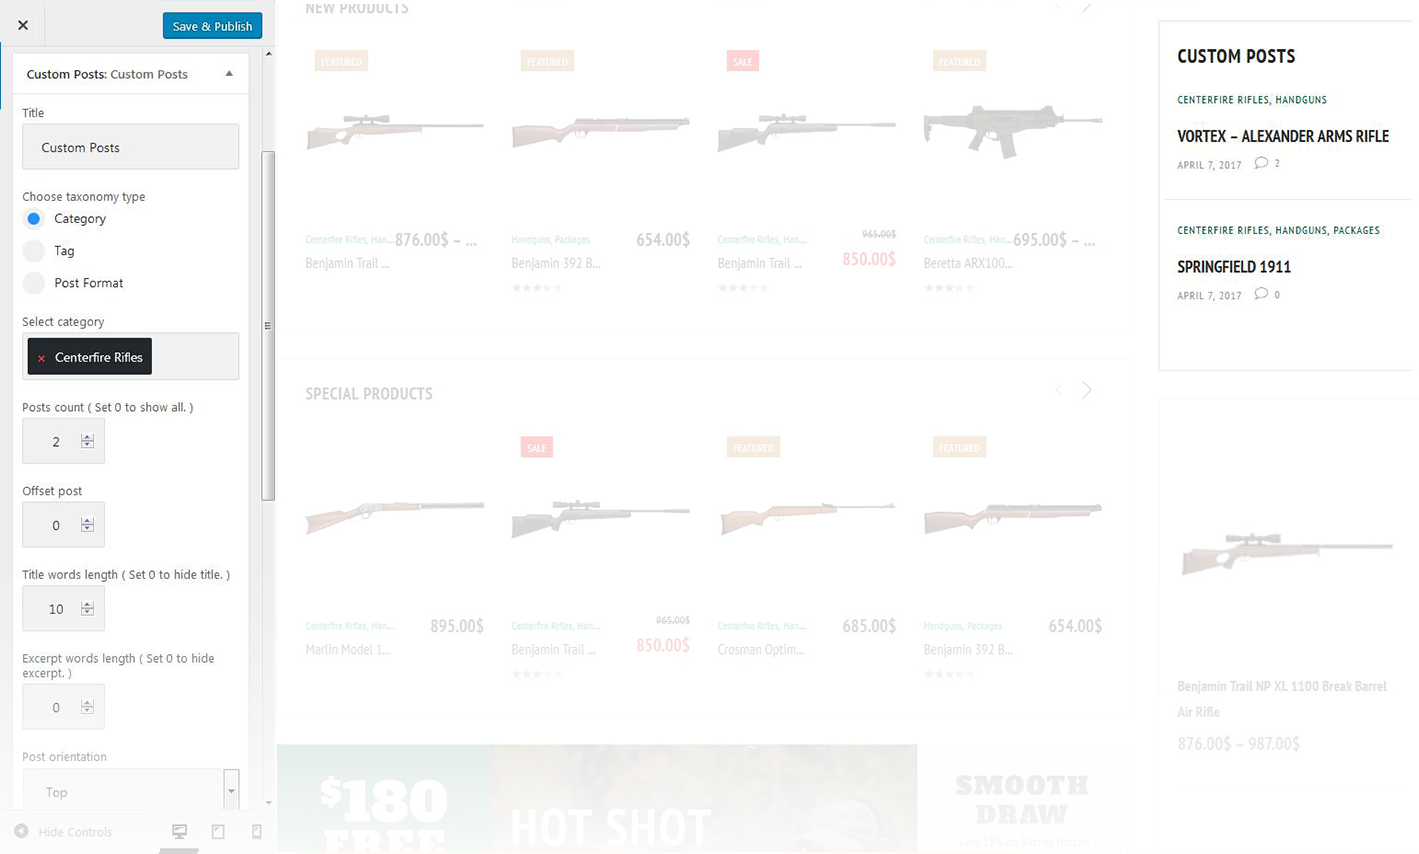 Save & Publish
Custom Posts: Custom Posts
Title
Custom Posts
Choose taxonomy type
Category
Tag
Post Format
Select category
× Centerfire Rifles
Posts count ( Set 0 to show all. )
2
Offset post
0
Title words length ( Set 0 to hide title. )
10
Excerpt words length ( Set 0 to hide
excerpt. )
0
Post orientation
Top
Hide Controls
NEW PRODUCTS
FEATURED
FEATURED
SALE
FEATURED
Centerfire Rifles, Han... 876.00$ – ...
Benjamin Trail ...
Handguns, Packages 654.00$
Benjamin 392 B...
Centerfire Rifles, Han... 965.00$
850.00$
Benjamin Trail ...
Centerfire Rifles, Han... 695.00$ – ...
Beretta ARX100...
SPECIAL PRODUCTS
SALE
FEATURED
FEATURED
Centerfire Rifles, Han... 895.00$
Marlin Model 1...
Centerfire Rifles, Han... 965.00$
850.00$
Benjamin Trail ...
Centerfire Rifles, Han... 685.00$
Crosman Optim...
Handguns, Packages 654.00$
Benjamin 392 B...
$180
FREE
HOT SHOT
SMOOTH
DRAW
Save 15% on Kodiak Holster
CUSTOM POSTS
CENTERFIRE RIFLES, HANDGUNS
VORTEX – ALEXANDER ARMS RIFLE
APRIL 7, 2017 2
CENTERFIRE RIFLES, HANDGUNS, PACKAGES
SPRINGFIELD 1911
APRIL 7, 2017 0
Benjamin Trail NP XL 1100 Break Barrel
Air Rifle
876.00$ – 987.00$